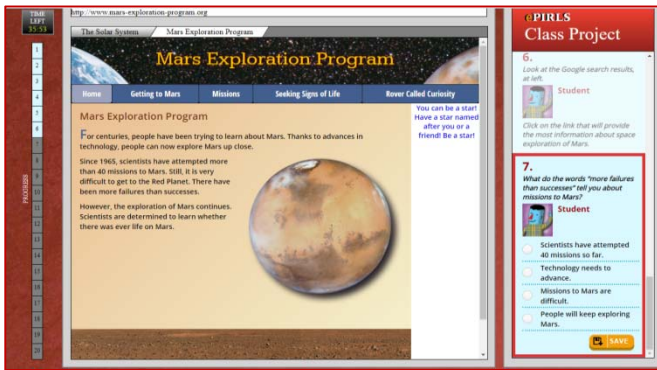 TIME
LEFT
35:53
http://www.mars-exploration-program.org
The Solar System
Mars Exploration Program
Mars Exploration Program
Home
Getting to Mars
Missions
Seeking Signs of Life
Rover Called Curiosity
Mars Exploration Program
For centuries, people have been trying to learn about Mars. Thanks to advances in
technology, people can now explore Mars up close.
Since 1965, scientists have attempted more
than 40 missions to Mars. Still, it is very
difficult to get to the Red Planet. There have
been more failures than successes.
However, the exploration of Mars continues.
Scientists are determined to learn whether
there was ever life on Mars.
You can be a star!
Have a star named
after you or a
friend! Be a star!
PROGRESS
1
2
3
4
5
6
7
8
9
10
11
12
13
14
15
16
17
18
19
20
ePIRLS
Class Project
6.
Look at the Google search results,
at left.
Student
Click on the link that will provide
the most information about space
exploration of Mars.
7.
What do the words "more failures
than successes" tell you about
missions to Mars?
Student
Scientists have attempted
40 missions so far.
Technology needs to
advance.
Missions to Mars are
difficult.
People will keep exploring
Mars.
SAVE